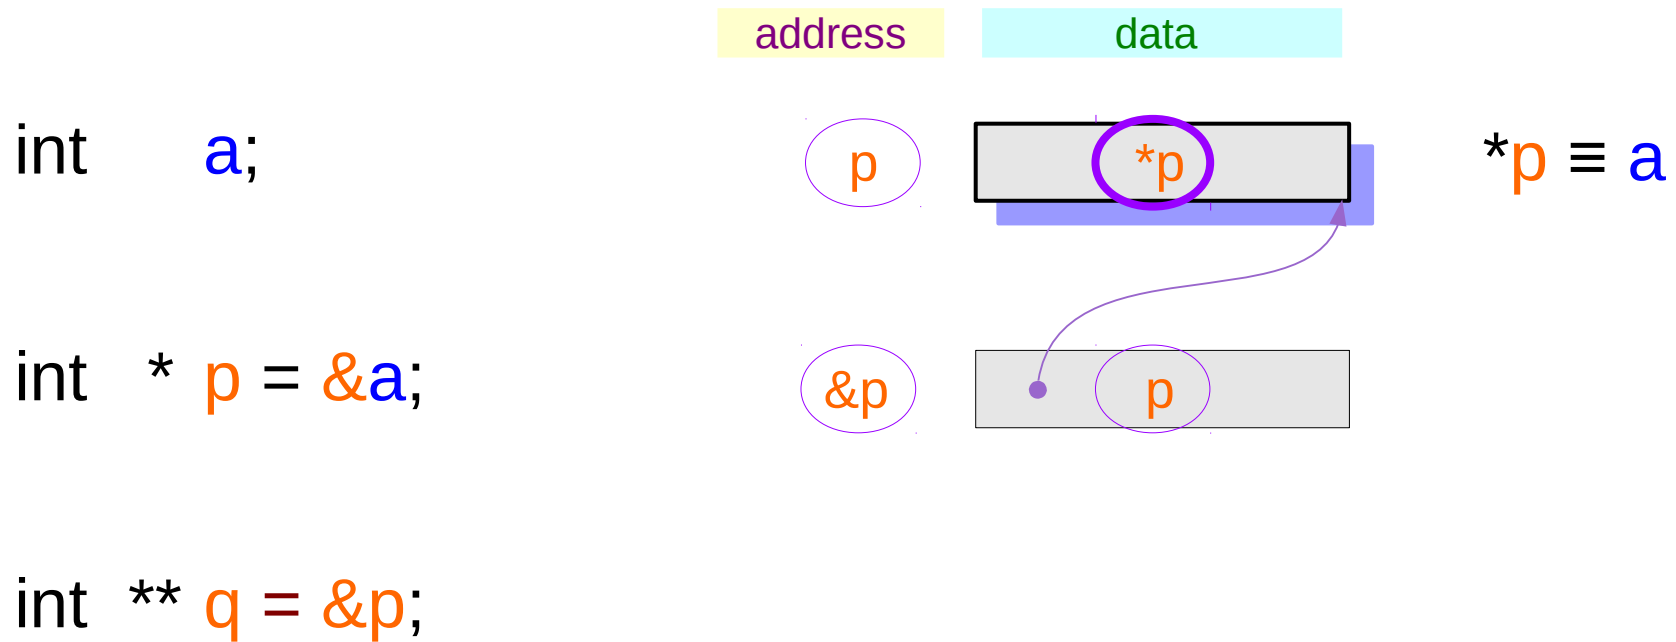 address data
int a; p *p *p ≡ a
int * p = &a; &p p
int ** q = &p;